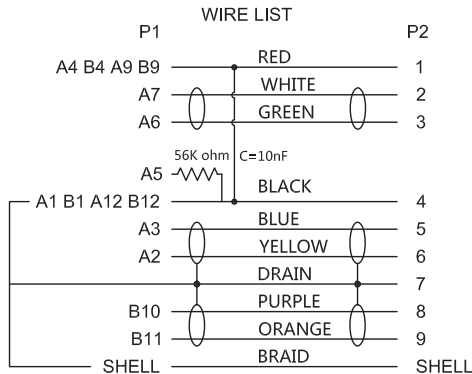 WIRE LIST
P1 P2
A4 B4 A9 B9 RED 1
A7 WHITE 2
A6 GREEN 3
56K ohm C=10nF
A5
A1 B1 A12 B12 BLACK 4
A3 BLUE 5
A2 YELLOW 6
DRAIN 7
B10 PURPLE 8
B11 ORANGE 9
SHELL BRAID SHELL